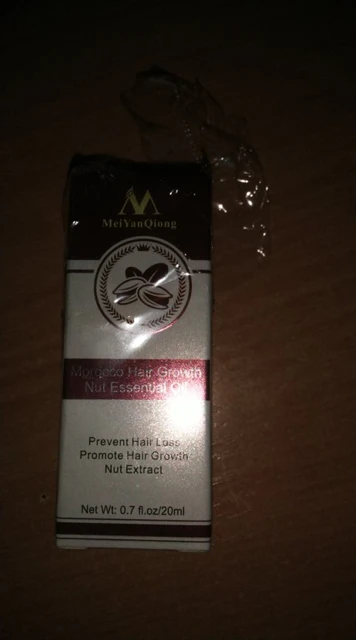 MeiYanQiong
Morocco Hair Growth
Nut Essential Oil
Prevent Hair Loss
Promote Hair Growth
Nut Extract
Net Wt: 0.7 fl.oz/20ml